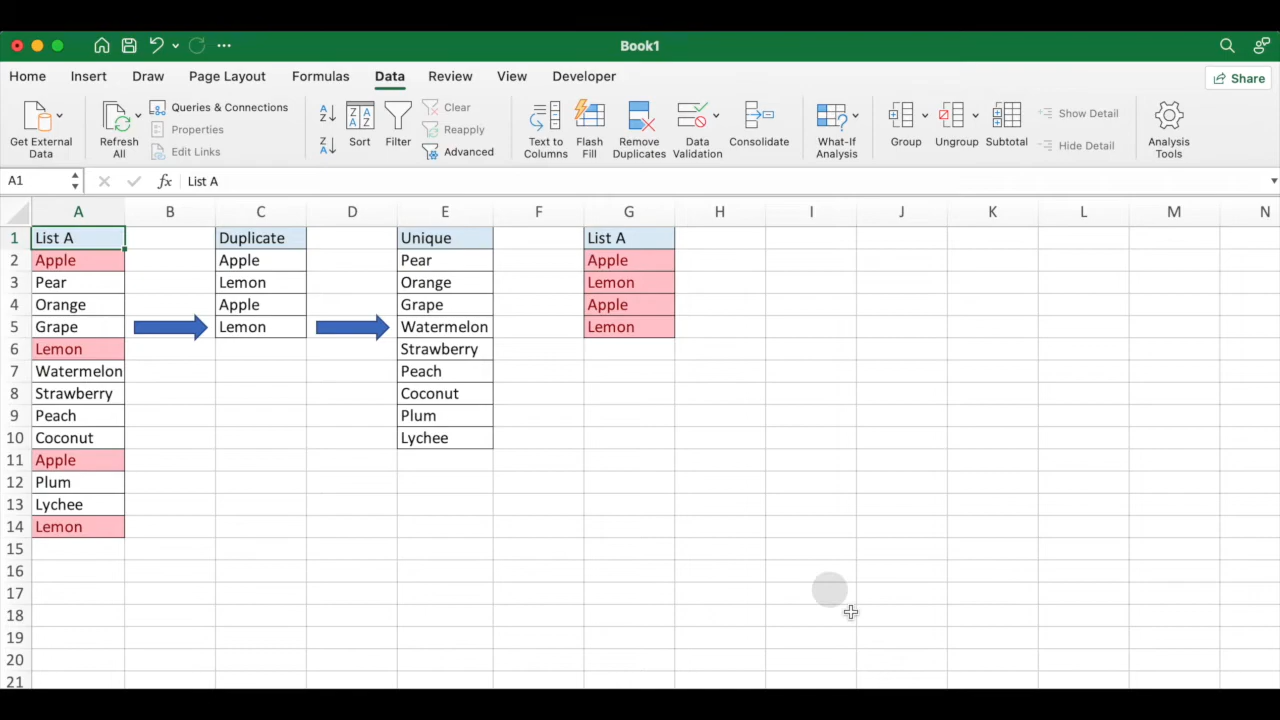 Book1
Home Insert Draw Page Layout Formulas Data Review View Developer Share
Get External Data
Refresh All
Queries & Connections
Properties
Edit Links
Sort
Filter
Clear
Reapply
Advanced
Text to Columns
Flash Fill
Remove Duplicates
Data Validation
Consolidate
What-If Analysis
Group
Ungroup
Subtotal
Show Detail
Hide Detail
Analysis Tools
A1 fx List A
A B C D E F G H I J K L M N
1 List A Duplicate Unique List A
2 Apple Apple Pear Apple
3 Pear Lemon Orange Lemon
4 Orange Apple Grape Apple
5 Grape Lemon Watermelon Lemon
6 Lemon Strawberry
7 Watermelon Peach
8 Strawberry Coconut
9 Peach Plum
10 Coconut Lychee
11 Apple
12 Plum
13 Lychee
14 Lemon
15
16
17
18
19
20
21